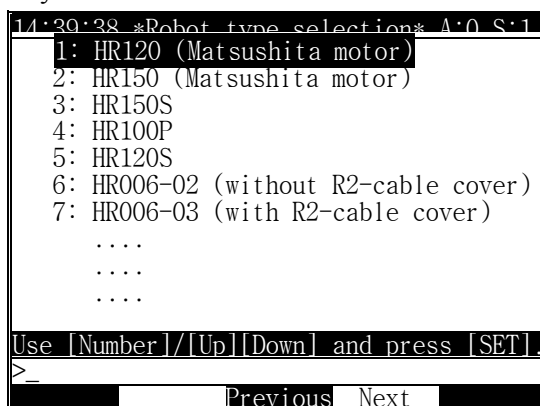 14:39:38 *Robot type selection* A:0 S:1
1: HR120 (Matsushita motor)
2: HR150 (Matsushita motor)
3: HR150S
4: HR100P
5: HR120S
6: HR006-02 (without R2-cable cover)
7: HR006-03 (with R2-cable cover)
....
....
....
Use [Number]/[Up][Down] and press [SET].
>_
Previous Next